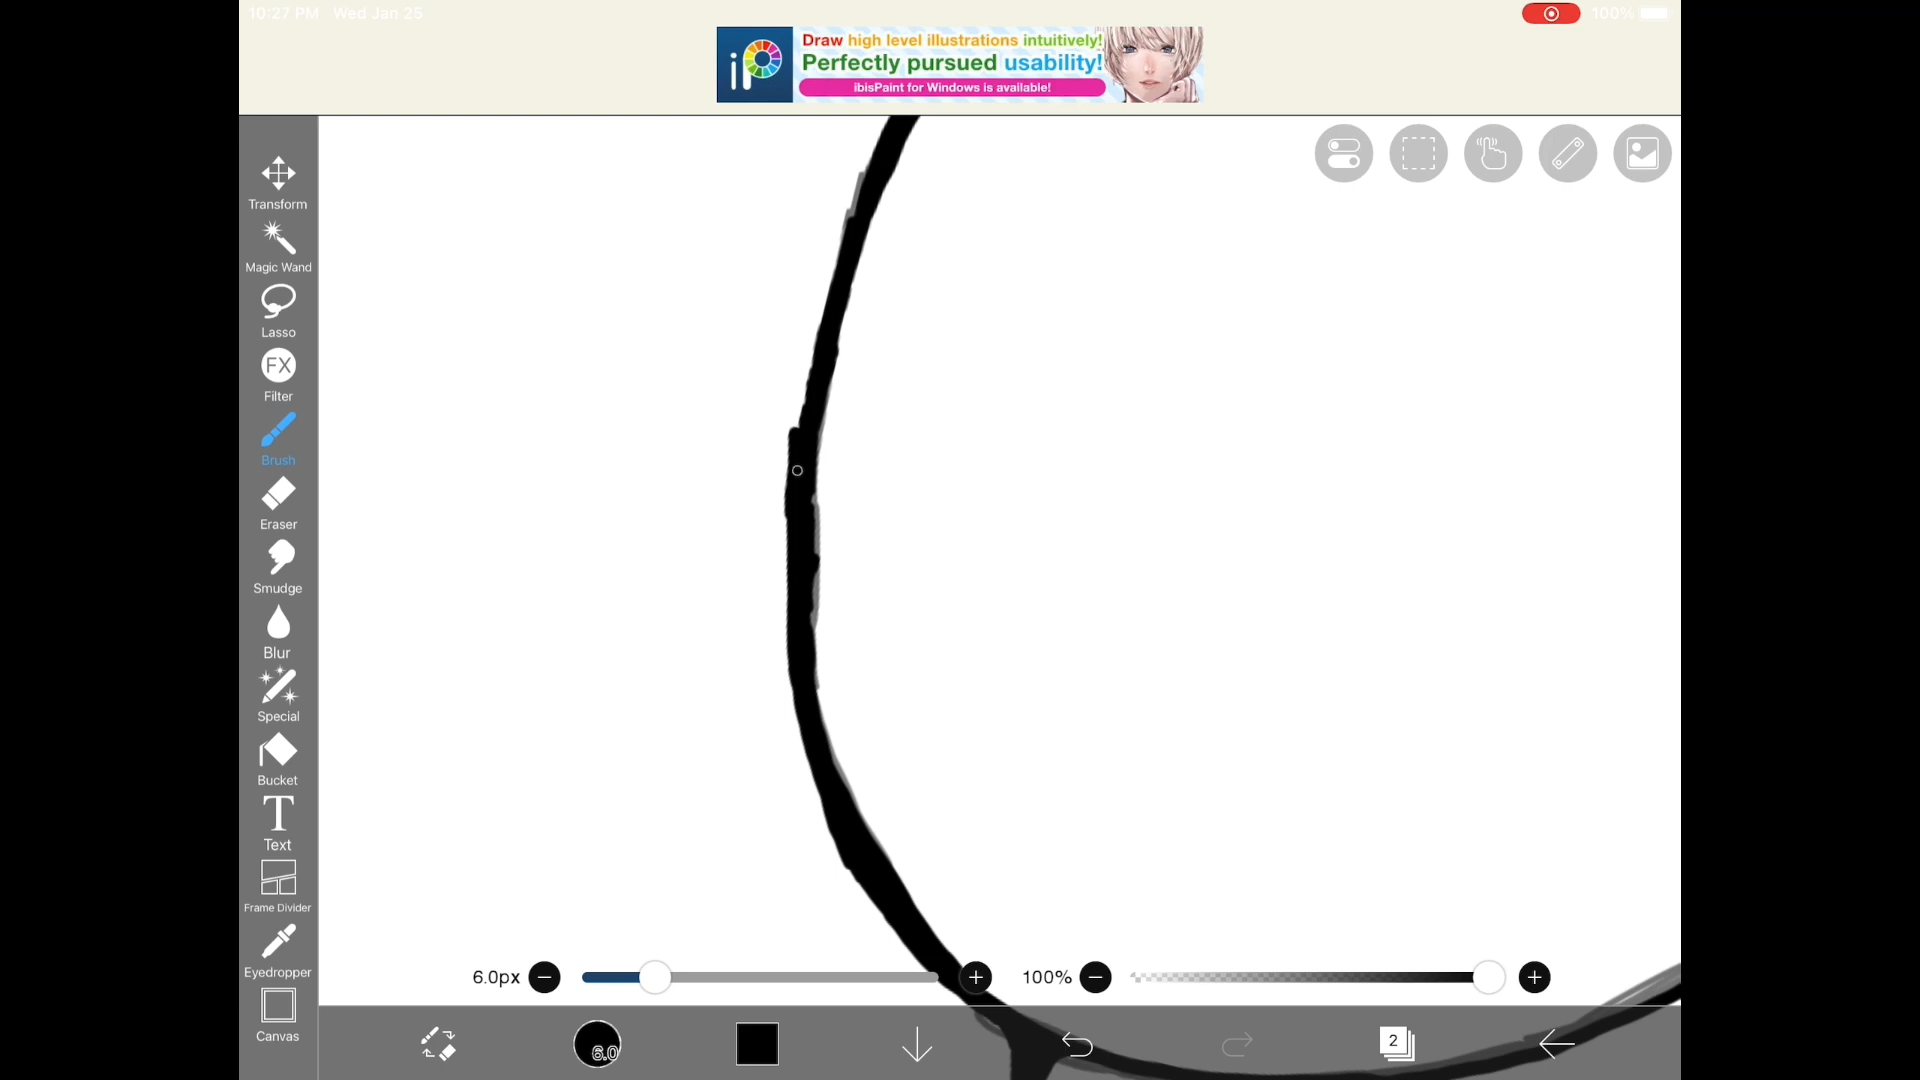 10:27 PM Wed Jan 25
100%
iP
Draw high level illustrations intuitively!
Perfectly pursued usability!
ibisPaint for Windows is available!
Transform
Magic Wand
Lasso
FX
Filter
Brush
Eraser
Smudge
Blur
Special
Bucket
T
Text
Frame Divider
Eyedropper
Canvas
6.0px
100%
6.0
2